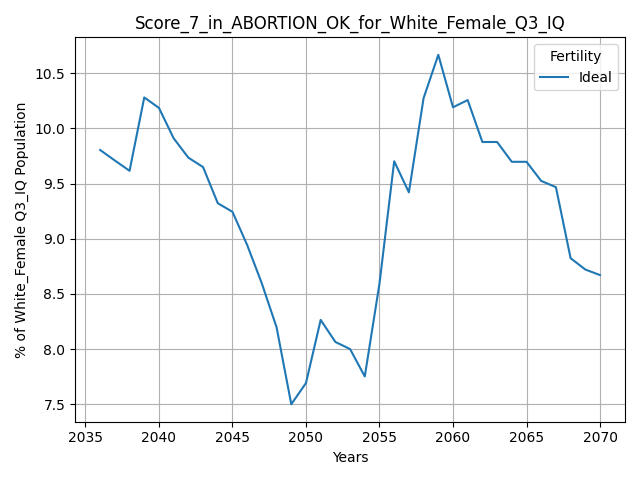 Score_7_in_ABORTION_OK_for_White_Female_Q3_IQ
Fertility
Ideal
% of White_Female Q3_IQ Population
10.5
10.0
9.5
9.0
8.5
8.0
7.5
2035 2040 2045 2050 2055 2060 2065 2070
Years